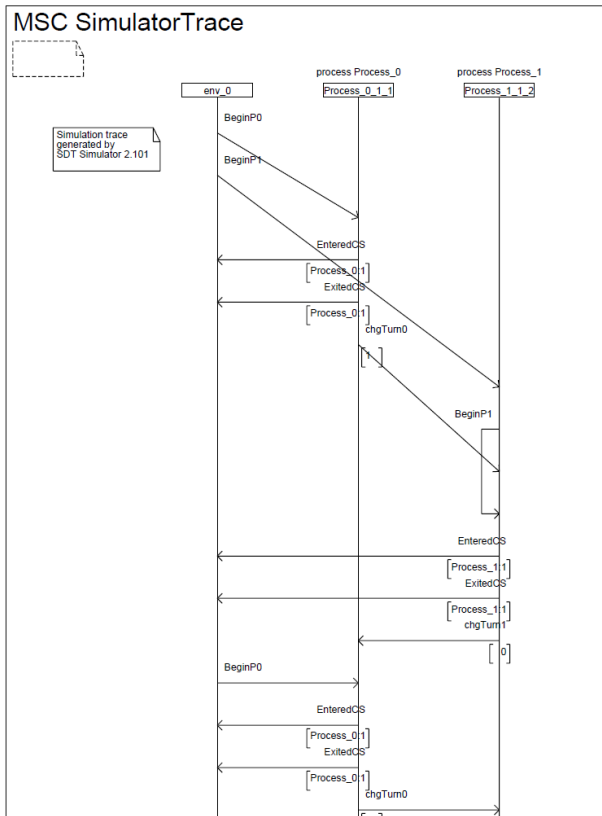 MSC SimulatorTrace
process Process_0
process Process_1
env_0
Process_0_1_1
Process_1_1_2
BeginP0
Simulation trace
generated by
SDT Simulator 2.101
BeginP1
EnteredCS
Process_0:1
ExitedCS
Process_0:1
chgTurn0
1
BeginP1
EnteredCS
Process_1:1
ExitedCS
Process_1:1
chgTurn1
0
BeginP0
EnteredCS
Process_0:1
ExitedCS
Process_0:1
chgTurn0